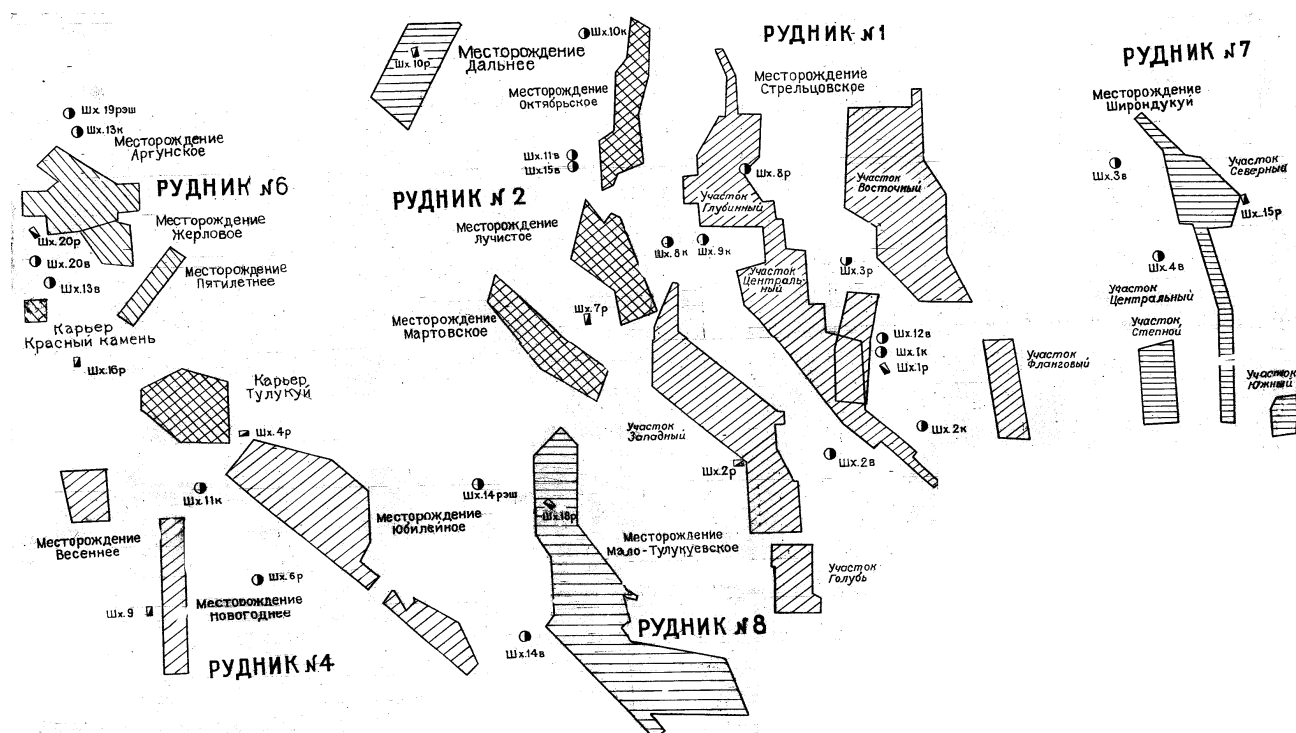 РУДНИК №1
РУДНИК №7
Шх.10к
Месторождение
Дальнее
Шх.10р
Месторождение
Октябрьское
Месторождение
Стрельцовское
Месторождение
Широндукуй
Шх. 19рэш
Шх.13к
Месторождение
Аргунское
РУДНИК №6
Шх.11в
Шх.15в
Шх.8р
Участок
Восточный
Участок
Северный
Шх.3в
Шх.15р
РУДНИК №2
Участок
Глубинный
Месторождение
Жерловое
Месторождение
Лучистое
Шх.20р
Шх.8к
Шх.9к
Шх.20в
Месторождение
Пятилетнее
Шх.13в
Шх.3р
Участок
Централь-
ный
Шх.4в
Участок
Центральный
Карьер
Красный камень
Месторождение
Мартовское
Шх.7р
Шх.12в
Шх.1к
Шх.1р
Участок
Фланговый
Участок
Степной
Шх.16р
Карьер
Тулукуй
Участок
Южный
Шх.4р
Участок
Западный
Шх.2к
Шх.2р
Шх.2в
Шх.11к
Шх.14рэш
Шх.18р
Месторождение
Юбилейное
Месторождение
Мало-Тулукуевское
Месторождение
Весеннее
Участок
Голубь
Шх.6р
Шх.9
Месторождение
Новогоднее
РУДНИК №8
РУДНИК №4
Шх.14в